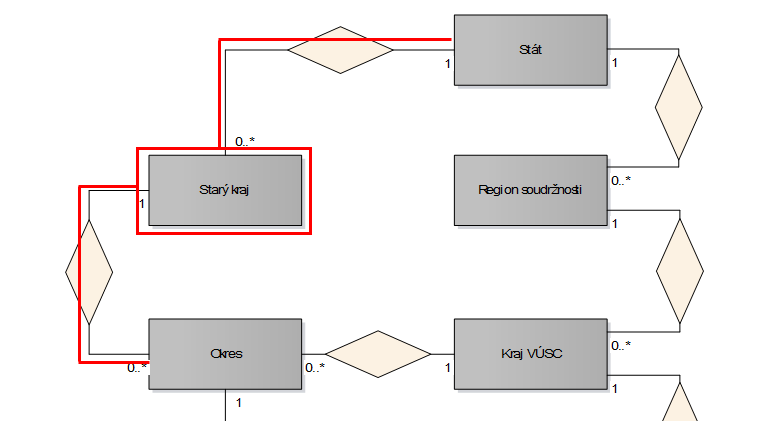 Stát
1
1
0..*
Starý kraj
Region soudržnosti
0..*
1
1
Okres
Kraj VÚSC
0..*
0..*
1
0..*
1
1